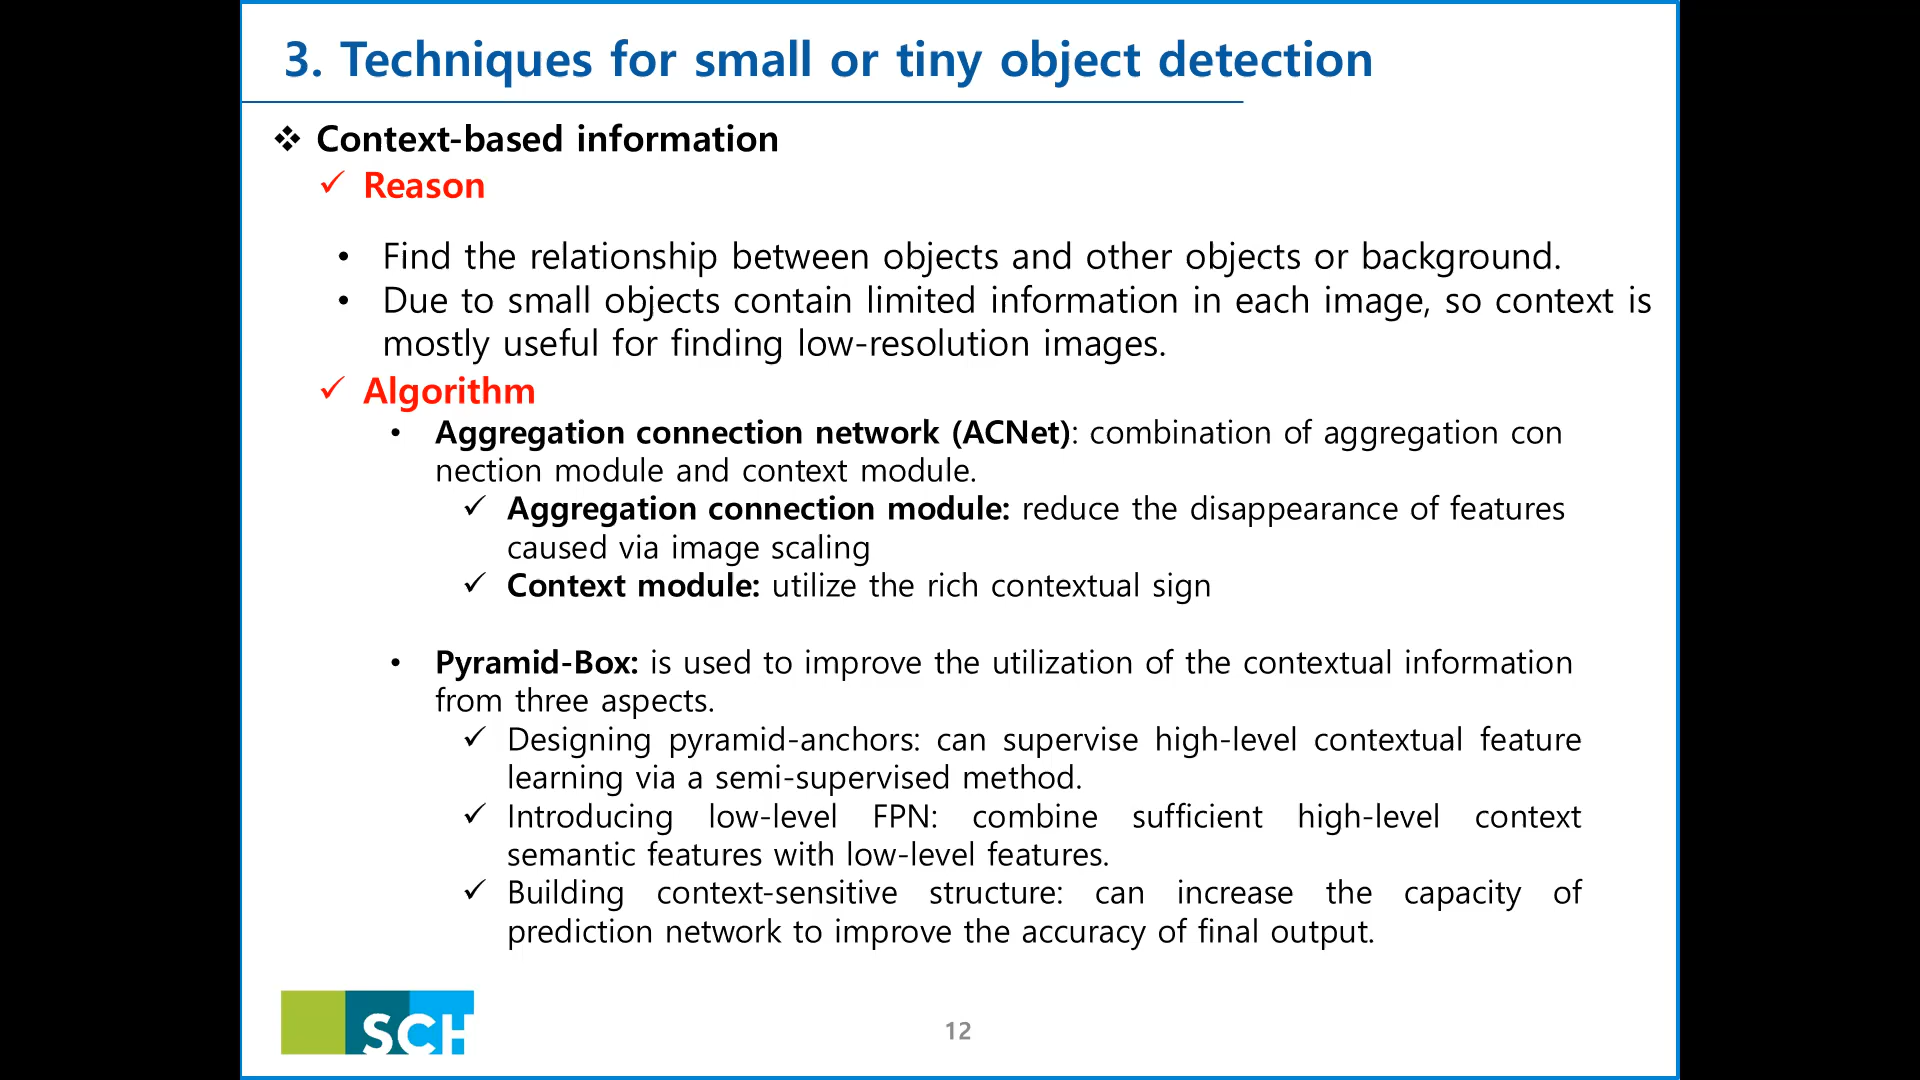 3. Techniques for small or tiny object detection
❖ Context-based information
✓ Reason
• Find the relationship between objects and other objects or background.
• Due to small objects contain limited information in each image, so context is
mostly useful for finding low-resolution images.
✓ Algorithm
• Aggregation connection network (ACNet): combination of aggregation con
nection module and context module.
✓ Aggregation connection module: reduce the disappearance of features
caused via image scaling
✓ Context module: utilize the rich contextual sign
• Pyramid-Box: is used to improve the utilization of the contextual information
from three aspects.
✓ Designing pyramid-anchors: can supervise high-level contextual feature
learning via a semi-supervised method.
✓ Introducing low-level FPN: combine sufficient high-level context
semantic features with low-level features.
✓ Building context-sensitive structure: can increase the capacity of
prediction network to improve the accuracy of final output.
SCH
12